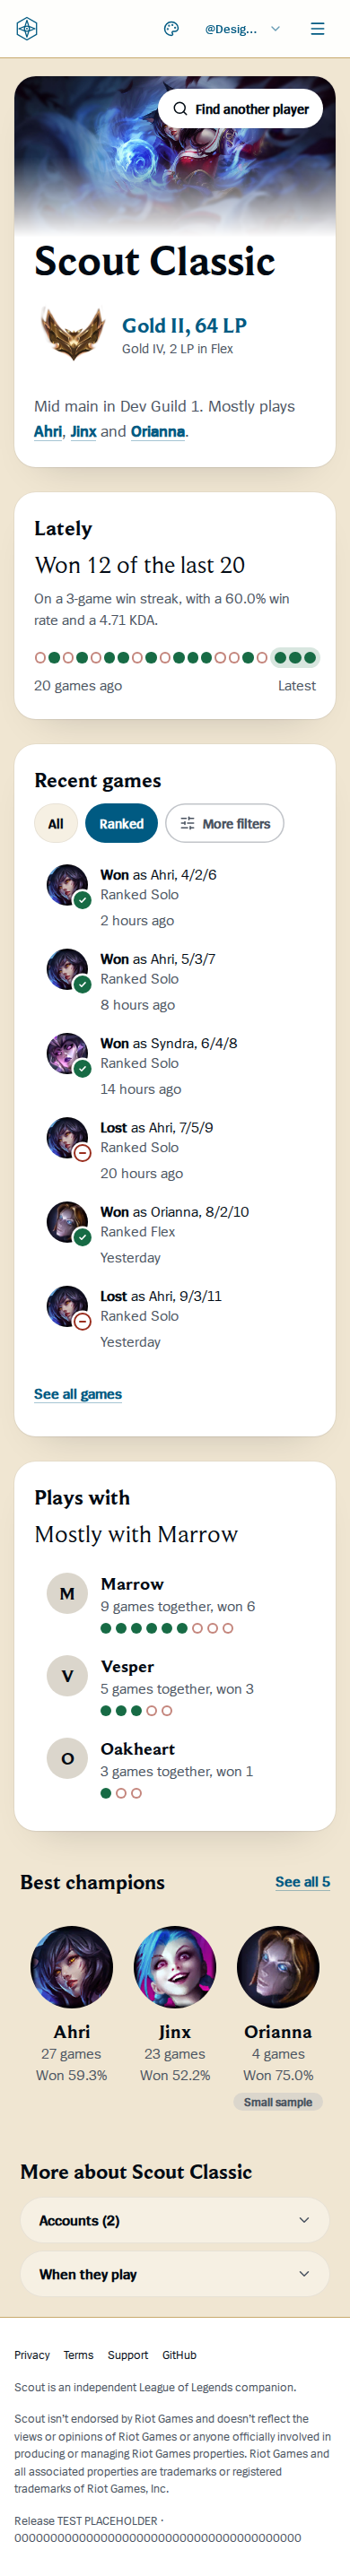 @Desig...
Find another player
Scout Classic
Gold II, 64 LP
Gold IV, 2 LP in Flex
Mid main in Dev Guild 1. Mostly plays
Ahri, Jinx and Orianna.
Lately
Won 12 of the last 20
On a 3-game win streak, with a 60.0% win
rate and a 4.71 KDA.
20 games ago
Latest
Recent games
All
Ranked
More filters
Won as Ahri, 4/2/6
Ranked Solo
2 hours ago
Won as Ahri, 5/3/7
Ranked Solo
8 hours ago
Won as Syndra, 6/4/8
Ranked Solo
14 hours ago
Lost as Ahri, 7/5/9
Ranked Solo
20 hours ago
Won as Orianna, 8/2/10
Ranked Flex
Yesterday
Lost as Ahri, 9/3/11
Ranked Solo
Yesterday
See all games
Plays with
Mostly with Marrow
M
Marrow
9 games together, won 6
V
Vesper
5 games together, won 3
O
Oakheart
3 games together, won 1
Best champions
See all 5
Ahri
27 games
Won 59.3%
Jinx
23 games
Won 52.2%
Orianna
4 games
Won 75.0%
Small sample
More about Scout Classic
Accounts (2)
When they play
Privacy Terms Support GitHub
Scout is an independent League of Legends companion.
Scout isn't endorsed by Riot Games and doesn't reflect the
views or opinions of Riot Games or anyone officially involved in
producing or managing Riot Games properties. Riot Games and
all associated properties are trademarks or registered
trademarks of Riot Games, Inc.
Release TEST PLACEHOLDER ·
0000000000000000000000000000000000000000